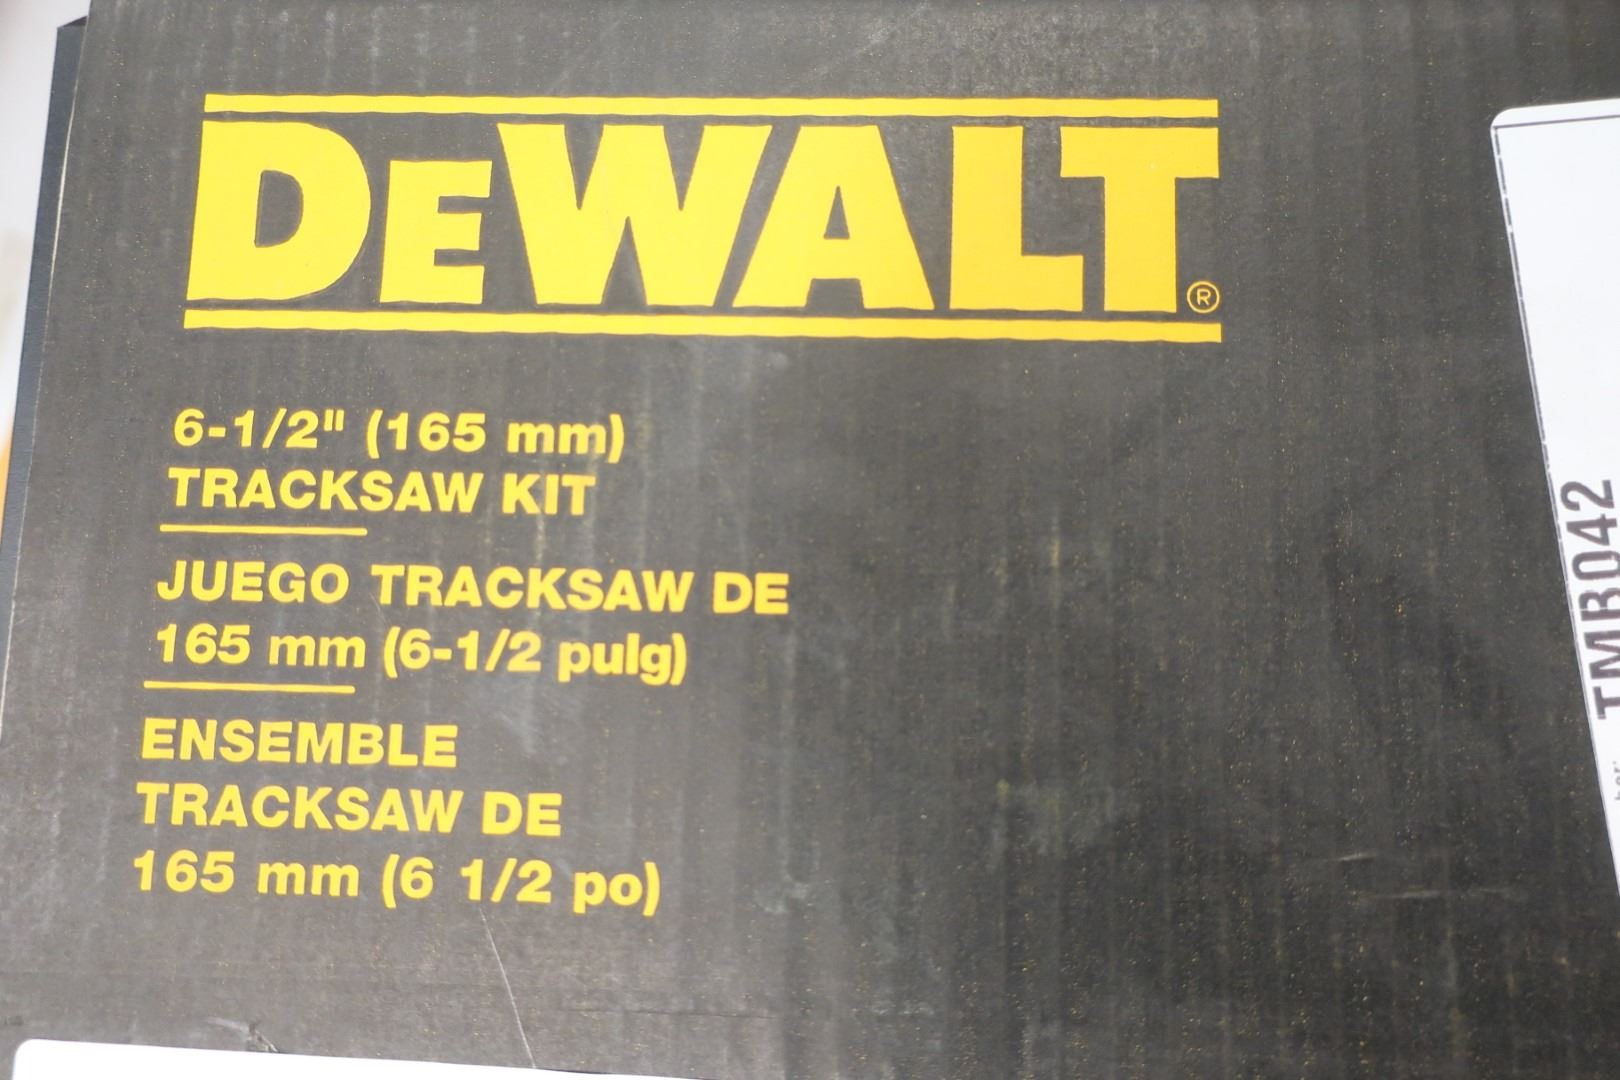 DEWALT®
6-1/2" (165 mm)
TRACKSAW KIT
JUEGO TRACKSAW DE
165 mm (6-1/2 pulg)
ENSEMBLE
TRACKSAW DE
165 mm (6 1/2 po)
TMB042